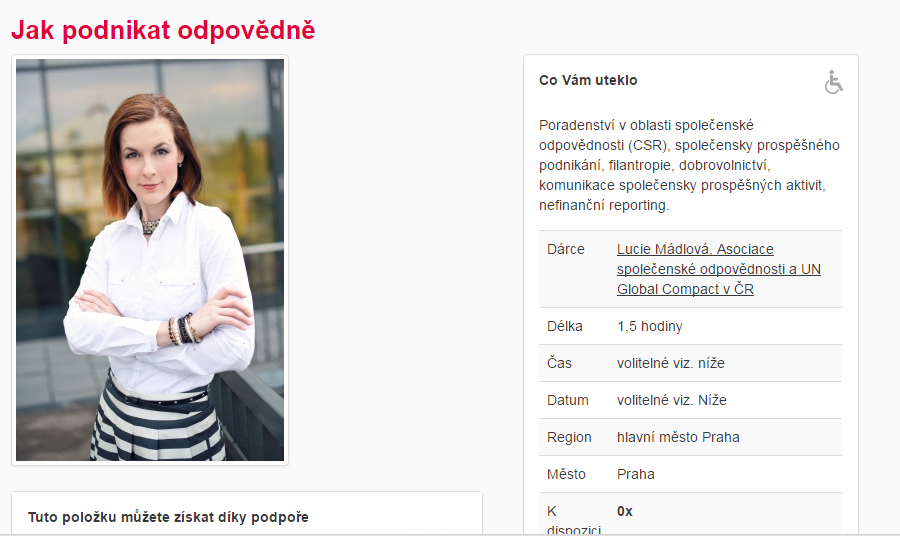 Jak podnikat odpovědně
Co Vám uteklo
Poradenství v oblasti společenské
odpovědnosti (CSR), společensky prospěšného
podnikání, filantropie, dobrovolnictví,
komunikace společensky prospěšných aktivit,
nefinanční reporting.
Dárce Lucie Mádlová, Asociace
společenské odpovědnosti a UN
Global Compact v ČR
Délka 1,5 hodiny
Čas volitelné viz. níže
Datum volitelné viz. Níže
Region hlavní město Praha
Město Praha
K 0x
dispozici
Tuto položku můžete získat díky podpoře